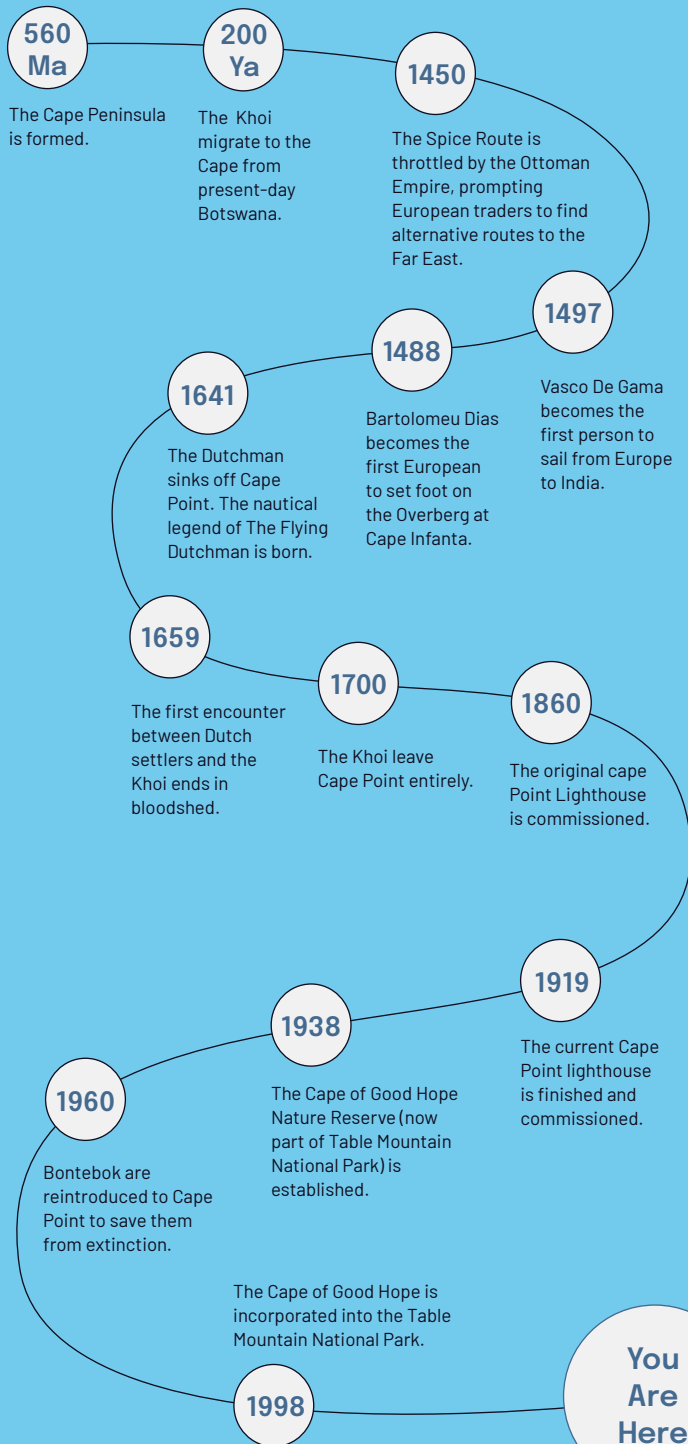 560
Ma
The Cape Peninsula
is formed.
200
Ya
The Khoi
migrate to the
Cape from
present-day
Botswana.
1450
The Spice Route is
throttled by the Ottoman
Empire, prompting
European traders to find
alternative routes to the
Far East.
1497
Vasco De Gama
becomes the
first person to
sail from Europe
to India.
1488
Bartolomeu Dias
becomes the
first European
to set foot on
the Overberg at
Cape Infanta.
1641
The Dutchman
sinks off Cape
Point. The nautical
legend of The Flying
Dutchman is born.
1659
The first encounter
between Dutch
settlers and the
Khoi ends in
bloodshed.
1700
The Khoi leave
Cape Point entirely.
1860
The original cape
Point Lighthouse
is commissioned.
1919
The current Cape
Point lighthouse
is finished and
commissioned.
1938
The Cape of Good Hope
Nature Reserve (now
part of Table Mountain
National Park) is
established.
1960
Bontebok are
reintroduced to Cape
Point to save them
from extinction.
The Cape of Good Hope is
incorporated into the Table
Mountain National Park.
1998
You
Are
Here